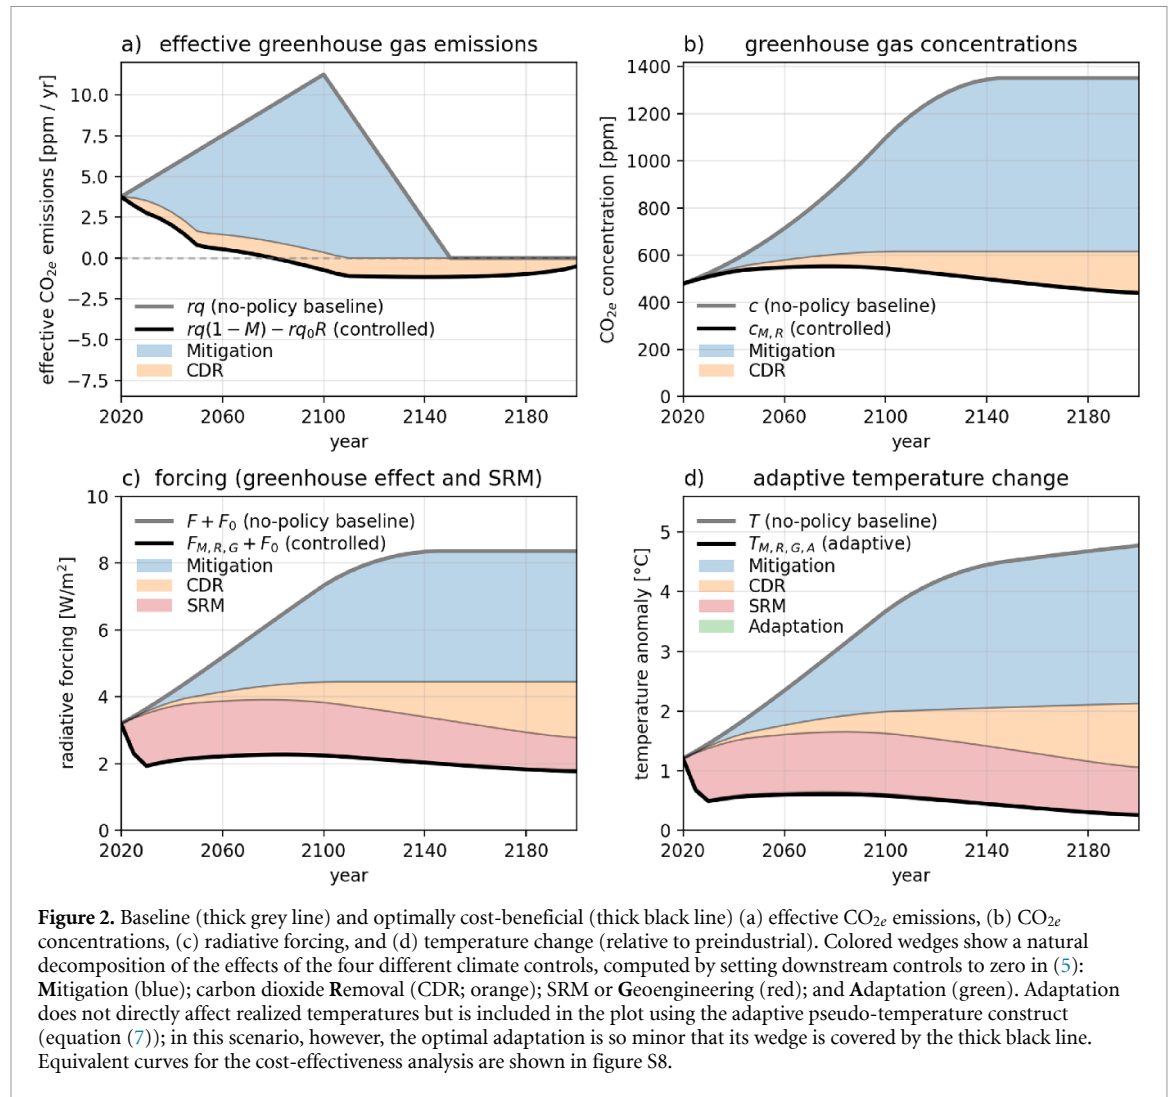 a) effective greenhouse gas emissions
effective CO2e emissions [ppm / yr]
10.0
7.5
5.0
2.5
0.0
−2.5
−5.0
−7.5
rq (no-policy baseline)
rq(1 − M) − rq0R (controlled)
Mitigation
CDR
2020 2060 2100 2140 2180
year
b) greenhouse gas concentrations
CO2e concentration [ppm]
1400
1200
1000
800
600
400
200
0
c (no-policy baseline)
cM,R (controlled)
Mitigation
CDR
2020 2060 2100 2140 2180
year
c) forcing (greenhouse effect and SRM)
radiative forcing [W/m²]
10
8
6
4
2
0
F + F0 (no-policy baseline)
FM,R,G + F0 (controlled)
Mitigation
CDR
SRM
2020 2060 2100 2140 2180
year
d) adaptive temperature change
temperature anomaly [°C]
5
4
3
2
1
0
T (no-policy baseline)
TM,R,G,A (adaptive)
Mitigation
CDR
SRM
Adaptation
2020 2060 2100 2140 2180
year
Figure 2. Baseline (thick grey line) and optimally cost-beneficial (thick black line) (a) effective CO2e emissions, (b) CO2e
concentrations, (c) radiative forcing, and (d) temperature change (relative to preindustrial). Colored wedges show a natural
decomposition of the effects of the four different climate controls, computed by setting downstream controls to zero in (5):
Mitigation (blue); carbon dioxide Removal (CDR; orange); SRM or Geoengineering (red); and Adaptation (green). Adaptation
does not directly affect realized temperatures but is included in the plot using the adaptive pseudo-temperature construct
(equation (7)); in this scenario, however, the optimal adaptation is so minor that its wedge is covered by the thick black line.
Equivalent curves for the cost-effectiveness analysis are shown in figure S8.